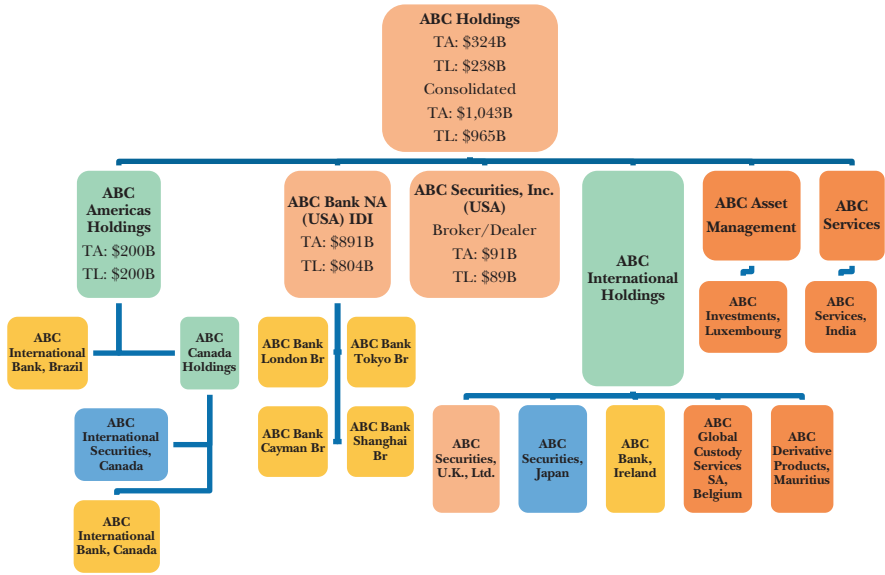 ABC Holdings
TA: $324B
TL: $238B
Consolidated
TA: $1,043B
TL: $965B
ABC
Americas
Holdings
TA: $200B
TL: $200B
ABC Bank NA
(USA) IDI
TA: $891B
TL: $804B
ABC Securities, Inc.
(USA)
Broker/Dealer
TA: $91B
TL: $89B
ABC
International
Holdings
ABC Asset
Management
ABC
Services
ABC
Investments,
Luxembourg
ABC
Services,
India
ABC
International
Bank, Brazil
ABC
Canada
Holdings
ABC Bank
London Br
ABC Bank
Tokyo Br
ABC
International
Securities,
Canada
ABC Bank
Cayman Br
ABC Bank
Shanghai
Br
ABC
Securities,
U.K., Ltd.
ABC
Securities,
Japan
ABC
Bank,
Ireland
ABC
Global
Custody
Services
SA,
Belgium
ABC
Derivative
Products,
Mauritius
ABC
International
Bank, Canada